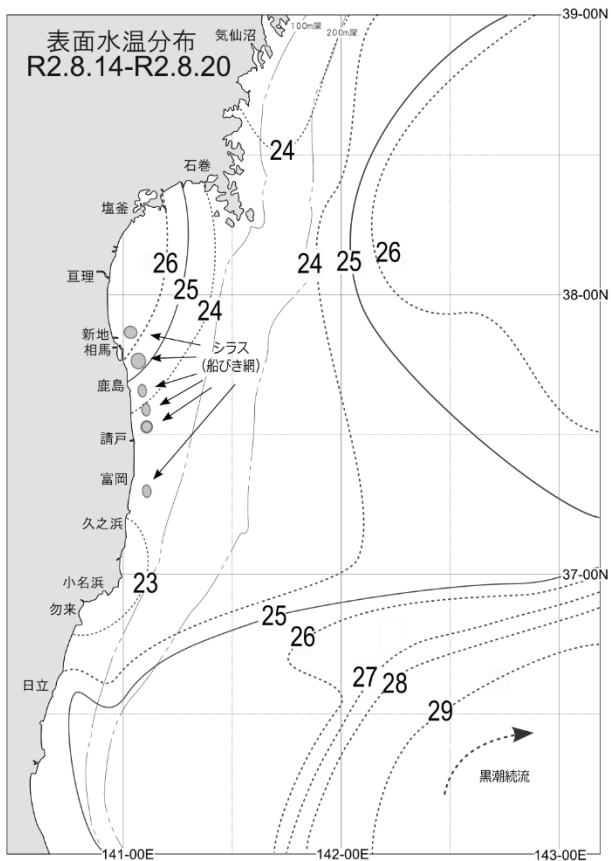 表面水温分布
R2.8.14-R2.8.20
気仙沼
100m深
200m深
39-00N
24
石巻
塩釜
26
25
24
亘理
24
25
26
38-00N
新地
相馬
シラス
(船びき網)
鹿島
請戸
富岡
久之浜
23
小名浜
勿来
37-00N
25
26
日立
27
28
29
黒潮続流
141-00E
142-00E
143-00E